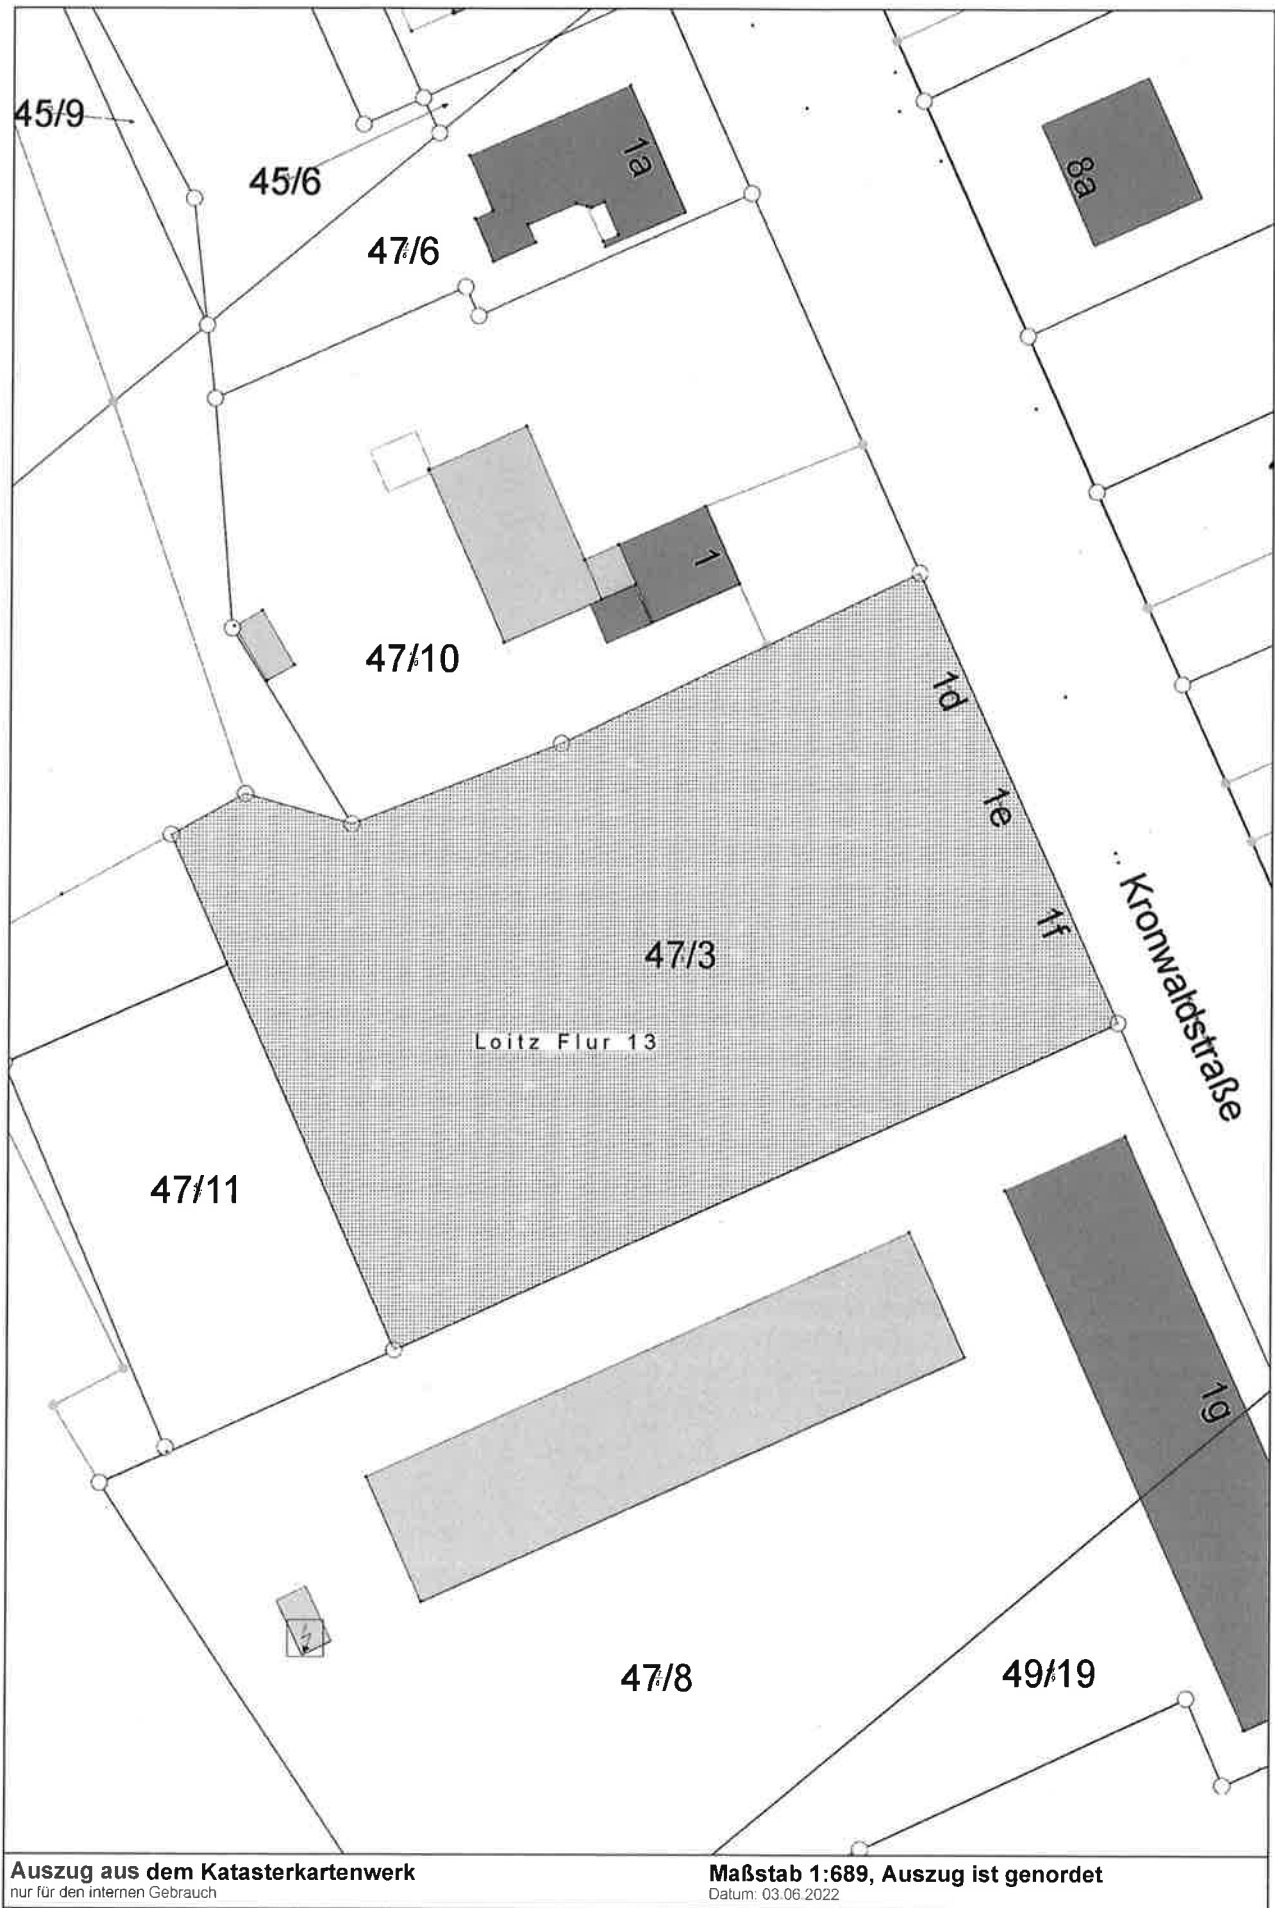 45/9
45/6
47/6
1a
8a
1
47/10
1d
1e
1f
47/3
Kronwaldstraße
Loitz Flur 13
47/11
1g
47/8
49/19
Auszug aus dem Katasterkartenwerk
nur für den internen Gebrauch
Maßstab 1:689, Auszug ist genordet
Datum: 03.06.2022